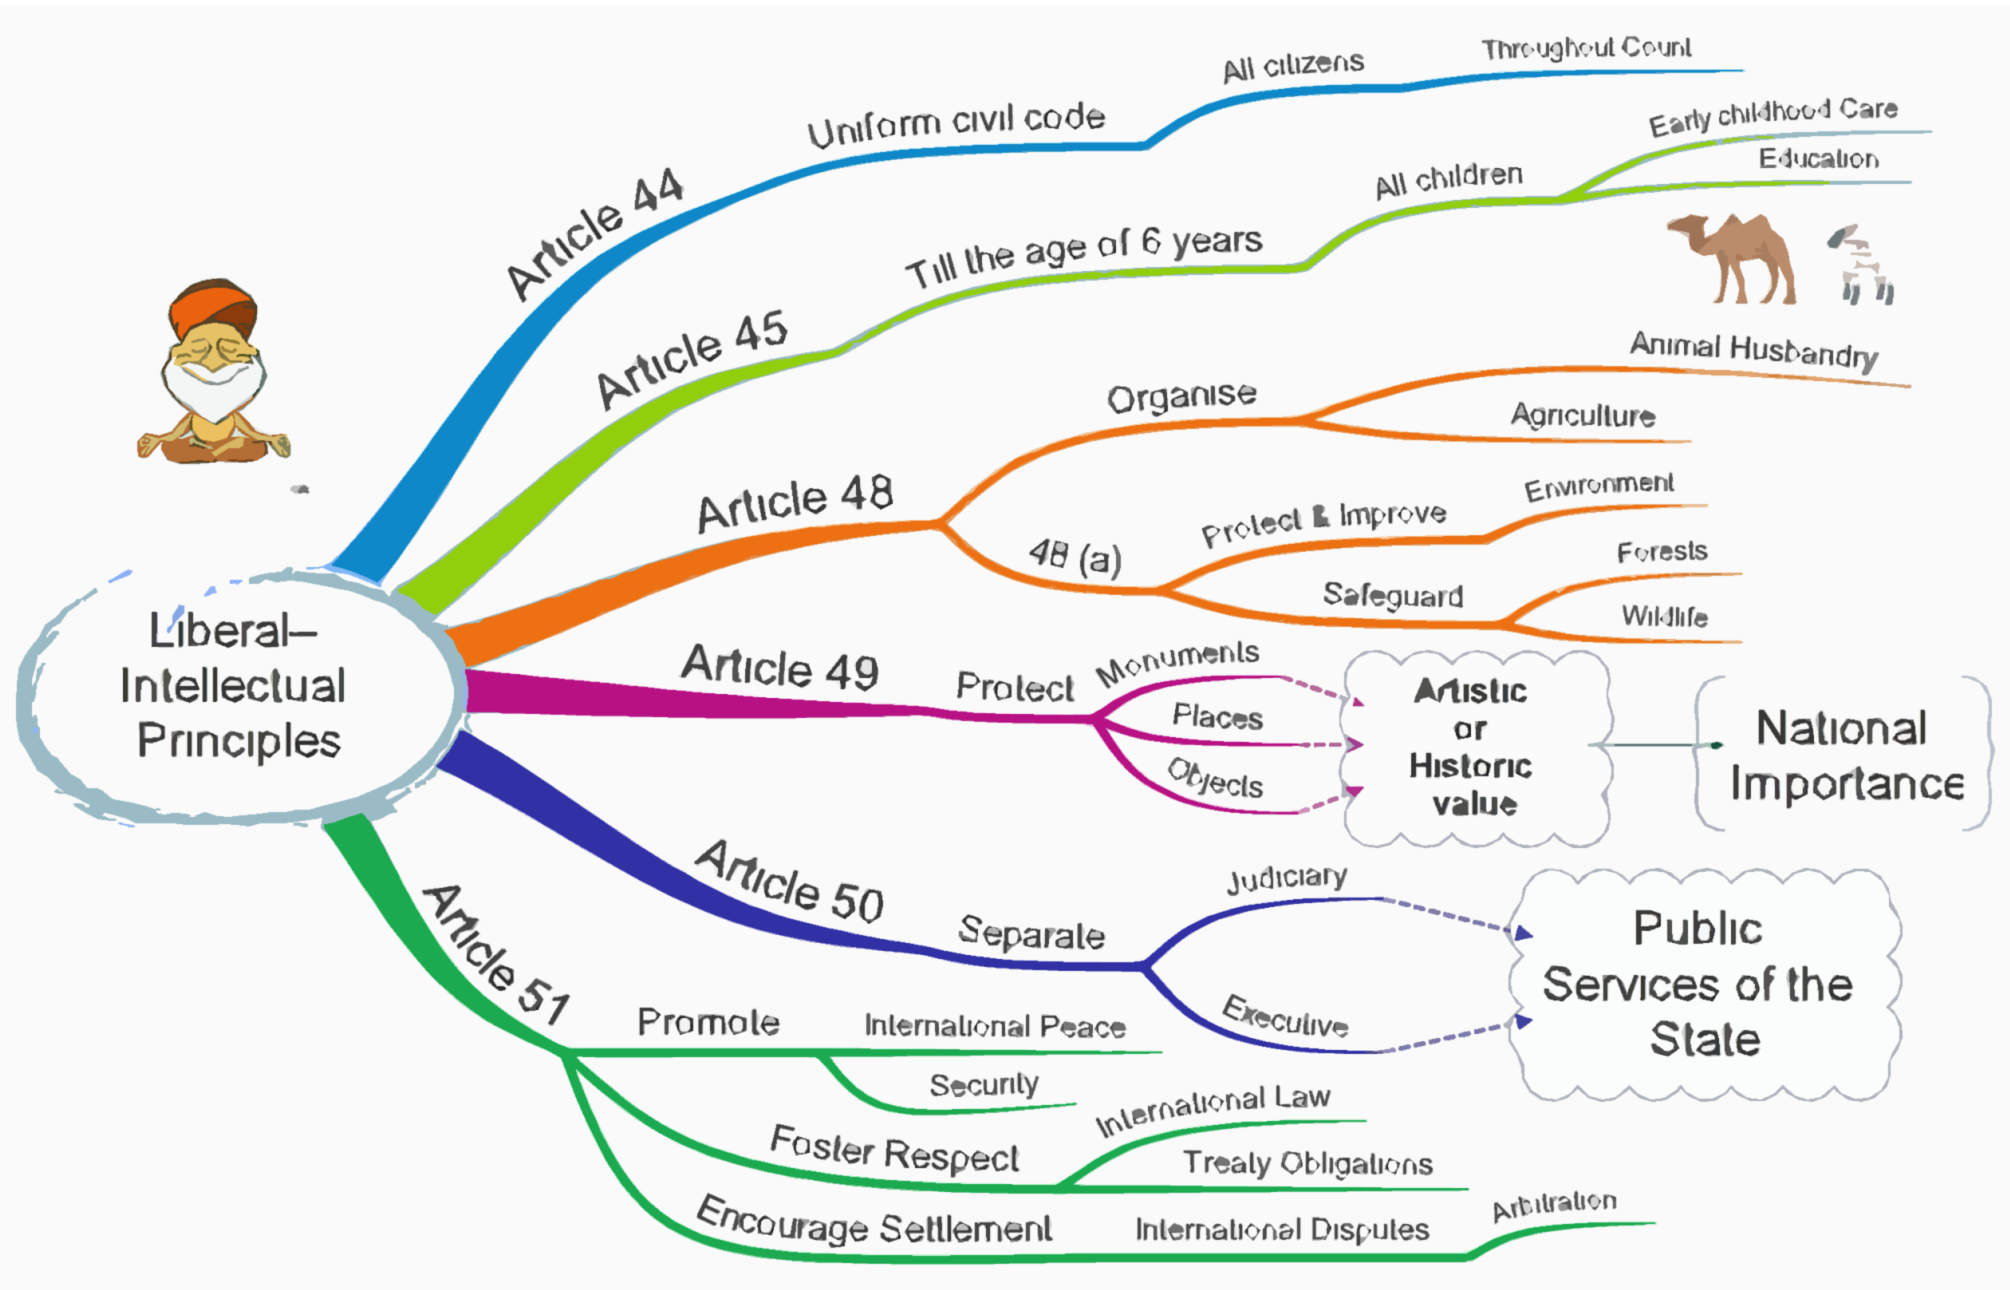 Liberal–
Intellectual
Principles
Article 44
Uniform civil code
All citizens
Throughout Count
Article 45
Till the age of 6 years
All children
Early childhood Care
Education
Article 48
Organise
Animal Husbandry
Agriculture
48 (a)
Protect & Improve
Environment
Safeguard
Forests
Wildlife
Article 49
Protect
Monuments
Places
Objects
Artistic
or
Historic
value
National
Importance
Article 50
Separate
Judiciary
Executive
Public
Services of the
State
Article 51
Promote
International Peace
Security
Foster Respect
International Law
Treaty Obligations
Encourage Settlement
International Disputes
Arbitration